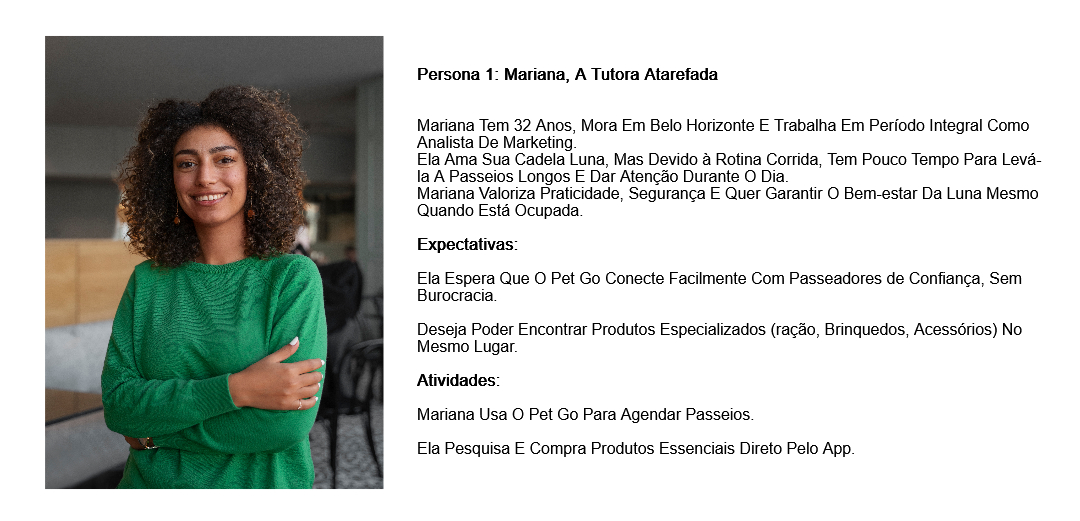 Persona 1: Mariana, A Tutora Atarefada
Mariana Tem 32 Anos, Mora Em Belo Horizonte E Trabalha Em Período Integral Como
Analista De Marketing.
Ela Ama Sua Cadela Luna, Mas Devido à Rotina Corrida, Tem Pouco Tempo Para Levá-
la A Passeios Longos E Dar Atenção Durante O Dia.
Mariana Valoriza Praticidade, Segurança E Quer Garantir O Bem-estar Da Luna Mesmo
Quando Está Ocupada.
Expectativas:
Ela Espera Que O Pet Go Conecte Facilmente Com Passeadores de Confiança, Sem
Burocracia.
Deseja Poder Encontrar Produtos Especializados (ração, Brinquedos, Acessórios) No
Mesmo Lugar.
Atividades:
Mariana Usa O Pet Go Para Agendar Passeios.
Ela Pesquisa E Compra Produtos Essenciais Direto Pelo App.